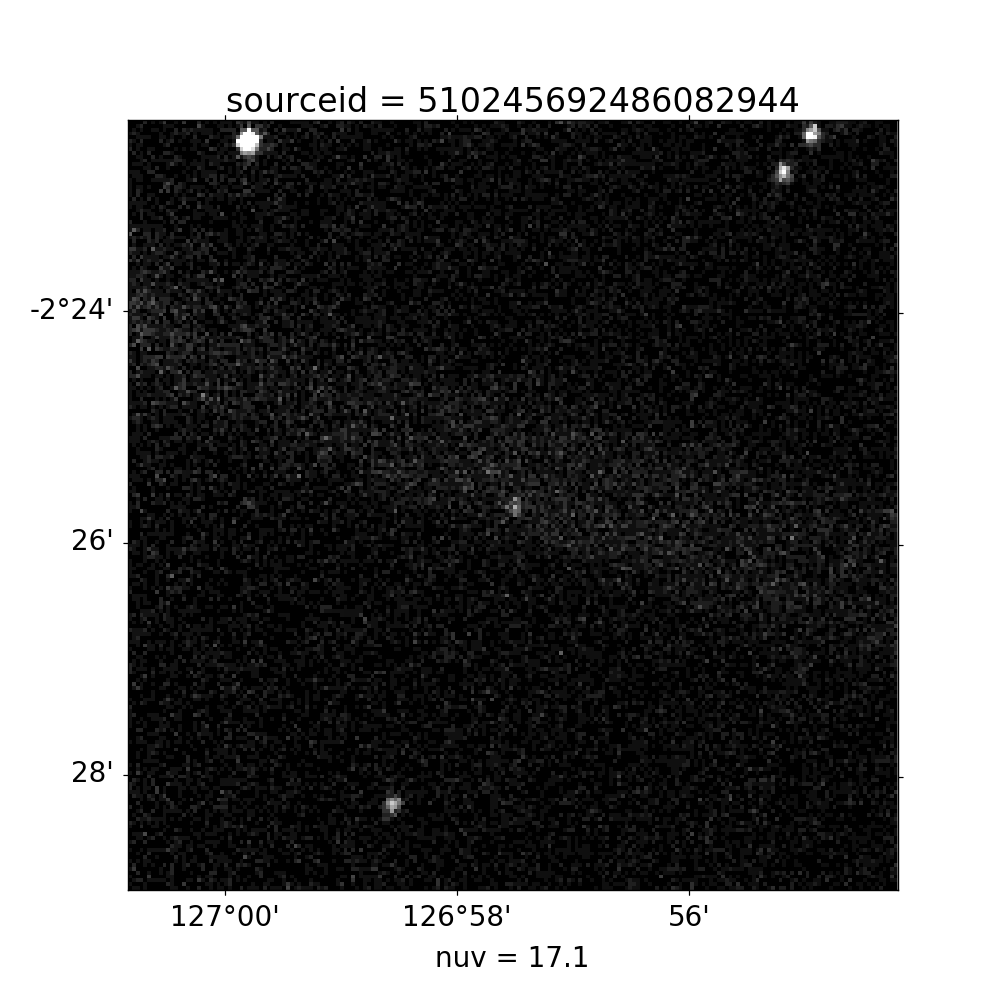 sourceid = 510245692486082944
-2°24'
26'
28'
127°00' 126°58' 56'
nuv = 17.1